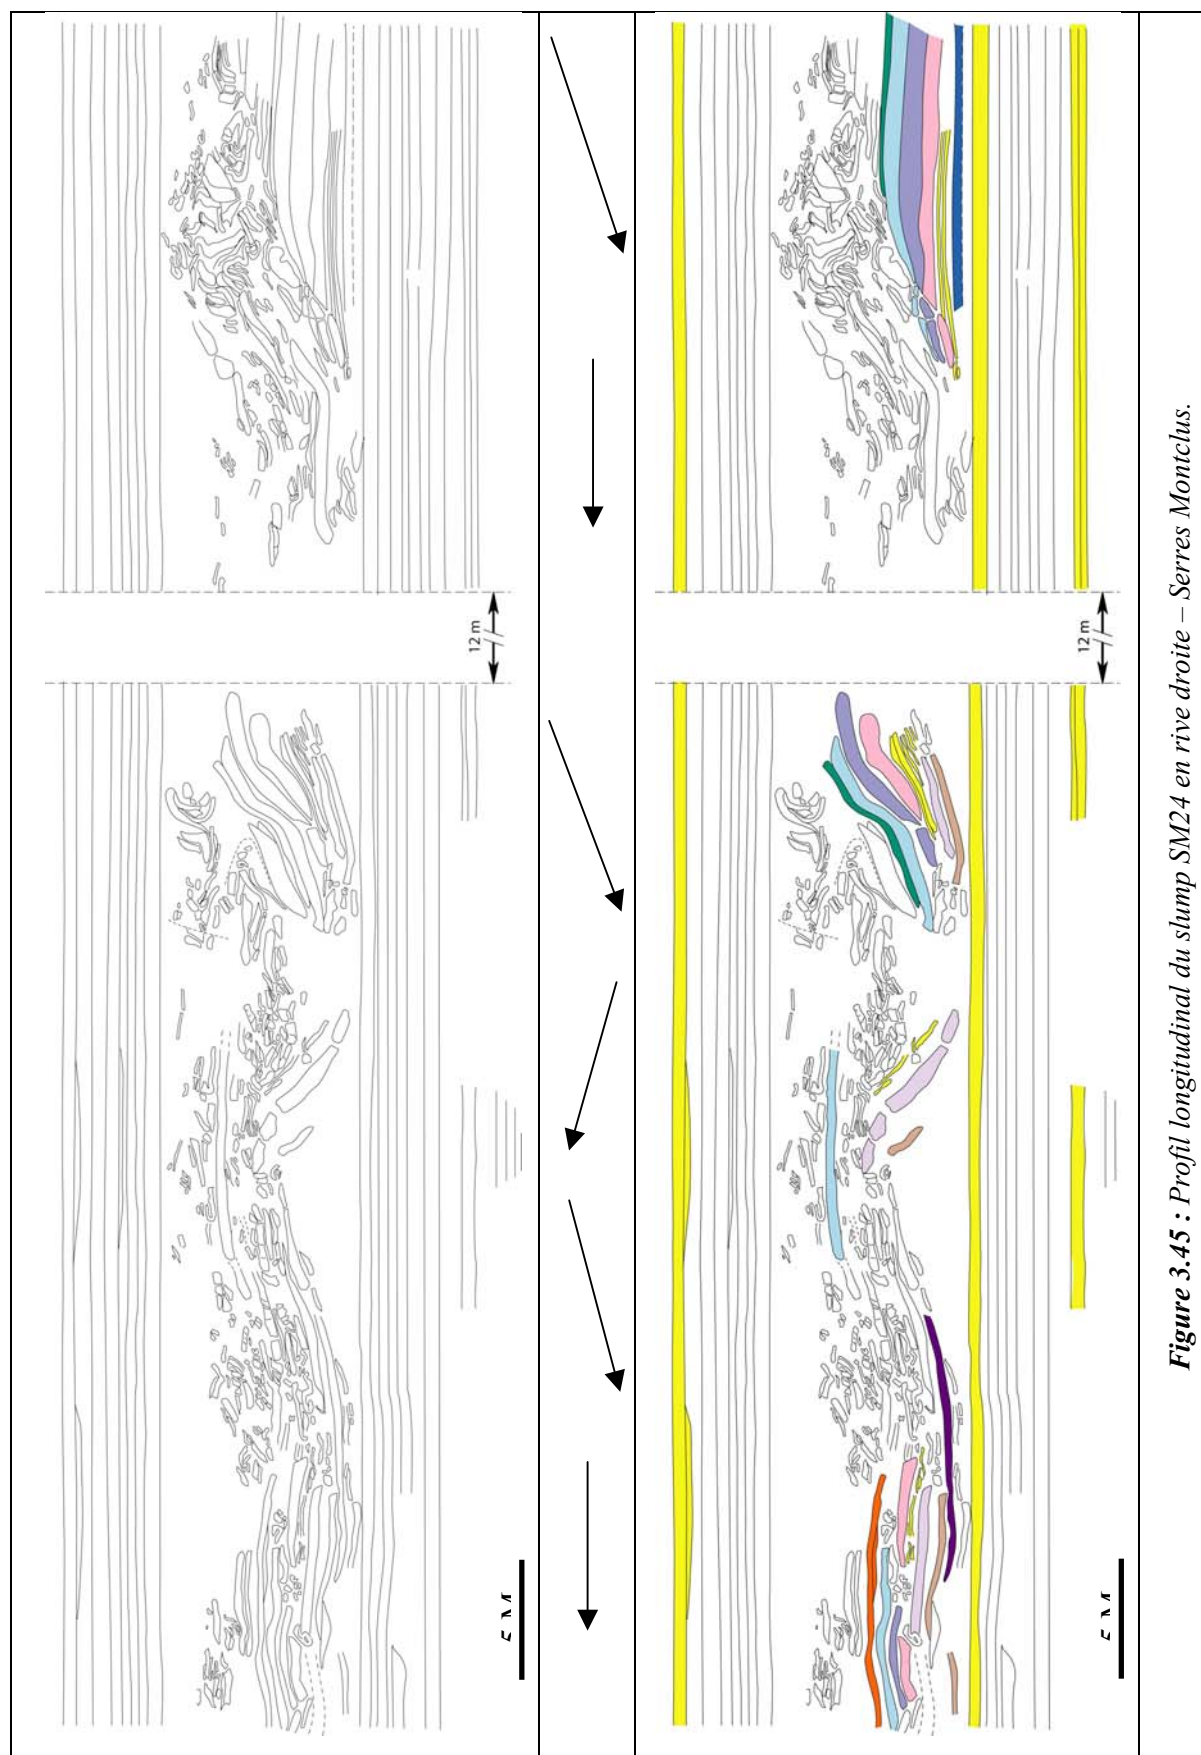 12 m
12 m
Figure 3.45 : Profil longitudinal du slump SM24 en rive droite – Serres Montclus.